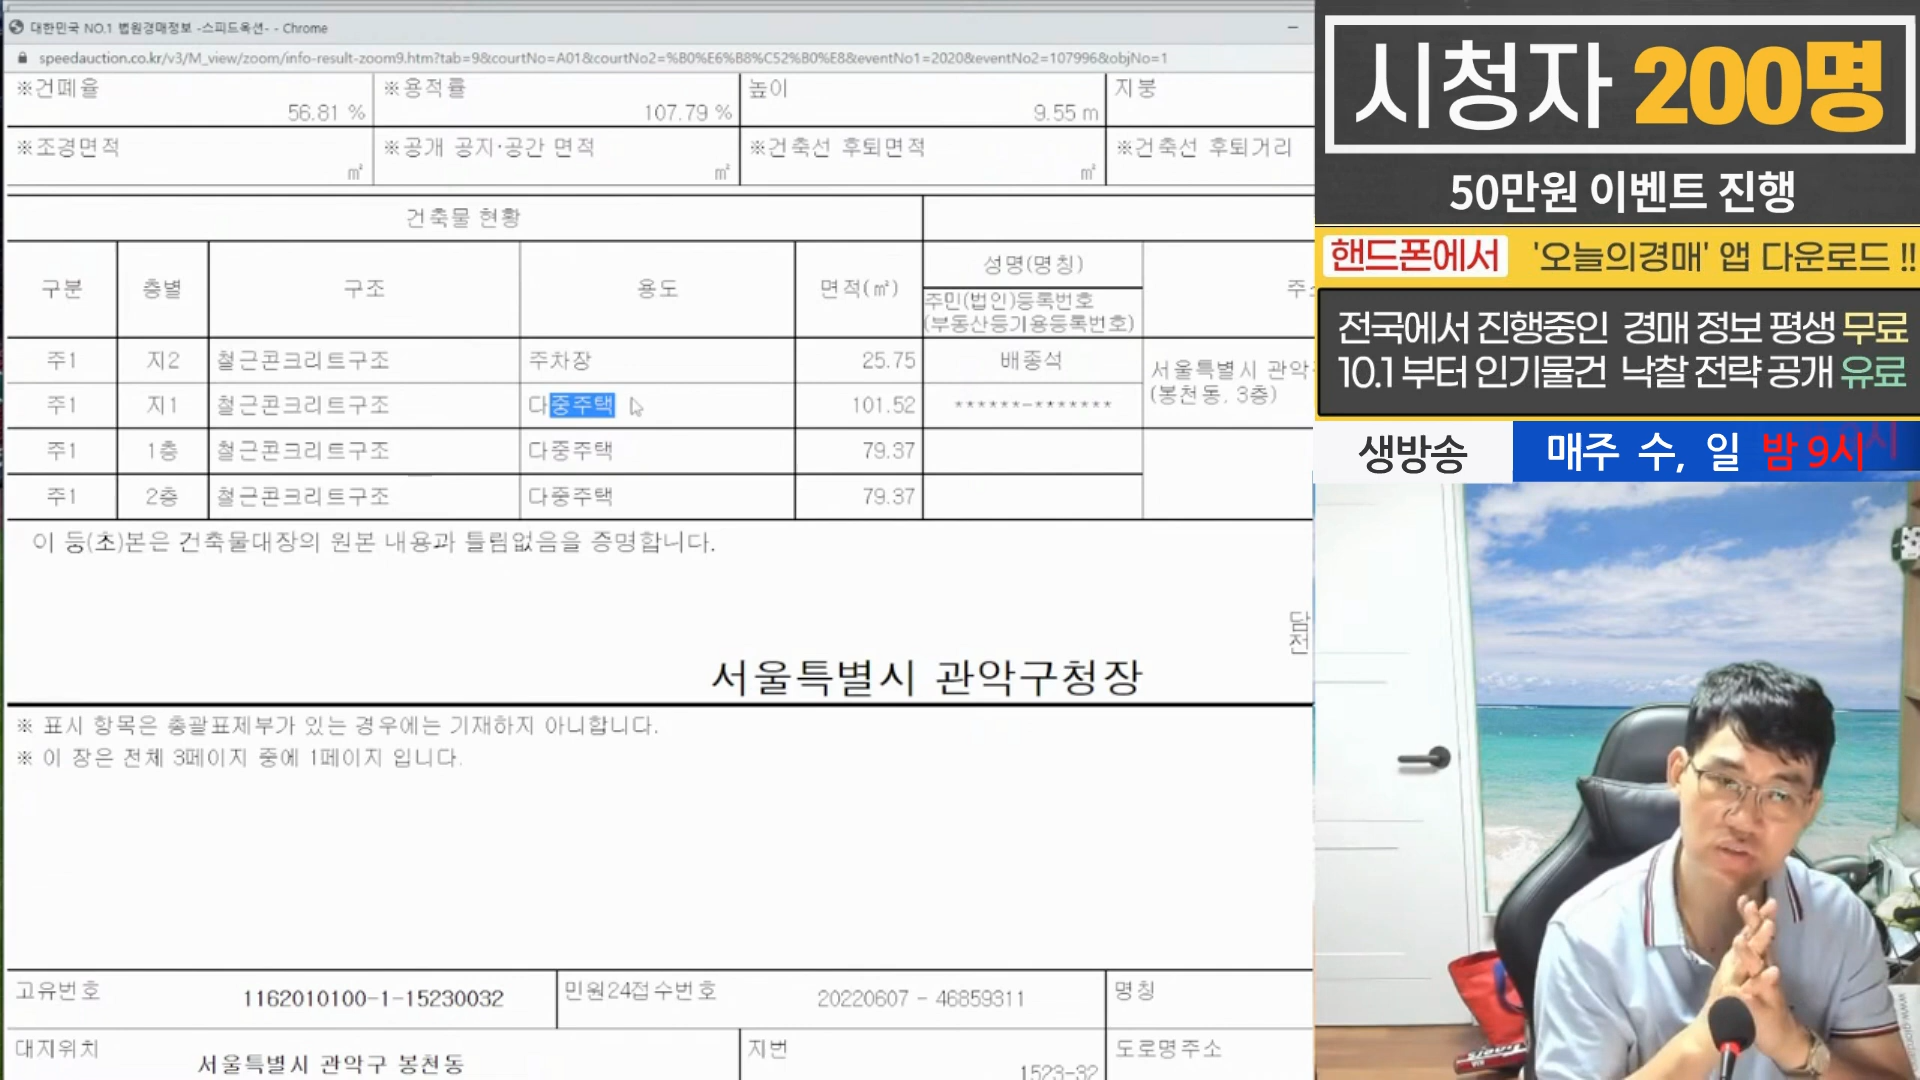 대한민국 NO.1 법원경매정보 -스피드옥션- - Chrome
speedauction.co.kr/v3/M_view/zoom/info-result-zoom9.htm?tab=9&courtNo=A01&courtNo2=%B0%E6%B8%C52%B0%E8&eventNo1=2020&eventNo2=107996&objNo=1
※건폐율 ※용적률 높이 지붕
56.81 % 107.79 % 9.55 m
※조경면적 ※공개 공지·공간 면적 ※건축선 후퇴면적 ※건축선 후퇴거리
㎡ ㎡ ㎡
건축물 현황
구분 층별 구조 용도 면적(㎡) 성명(명칭)
주민(법인)등록번호
(부동산등기용등록번호)
주1 지2 철근콘크리트구조 주차장 25.75 배종석
주1 지1 철근콘크리트구조 다중주택 101.52 ******-*******
주1 1층 철근콘크리트구조 다중주택 79.37
주1 2층 철근콘크리트구조 다중주택 79.37
서울특별시 관악
(봉천동, 3층)
이 등(초)본은 건축물대장의 원본 내용과 틀림없음을 증명합니다.
담
전
서울특별시 관악구청장
※ 표시 항목은 총괄표제부가 있는 경우에는 기재하지 아니합니다.
※ 이 장은 전체 3페이지 중에 1페이지 입니다.
고유번호 1162010100-1-15230032 민원24접수번호 20220607 - 46859311 명칭
대지위치 서울특별시 관악구 봉천동 지번 1523-32 도로명주소
시청자 200명
50만원 이벤트 진행
핸드폰에서 '오늘의경매' 앱 다운로드 !!
전국에서 진행중인 경매 정보 평생 무료
10.1 부터 인기물건 낙찰 전략 공개 유료
생방송 매주 수, 일 밤 9시